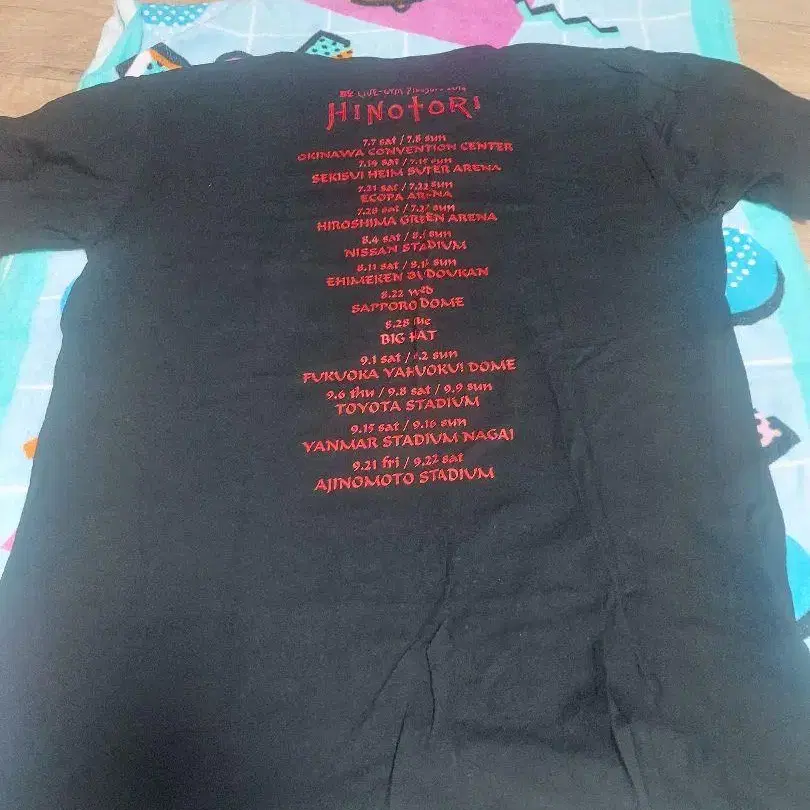 B'z LIVE-GYM Pleasure 2018
HINOTORI
7.7 sat / 7.8 sun
OKINAWA CONVENTION CENTER
7.14 sat / 7.15 sun
SEKISUI HEIM SUPER ARENA
7.21 sat / 7.22 sun
ECOPA ARENA
7.28 sat / 7.29 sun
HIROSHIMA GREEN ARENA
8.4 sat / 8.5 sun
NISSAN STADIUM
8.11 sat / 8.12 sun
EHIMEKEN BUDOUKAN
8.22 wed
SAPPORO DOME
8.28 tue
BIG HAT
9.1 sat / 9.2 sun
FUKUOKA YAHUOKU! DOME
9.6 thu / 9.8 sat / 9.9 sun
TOYOTA STADIUM
9.15 sat / 9.16 sun
YANMAR STADIUM NAGAI
9.21 fri / 9.22 sat
AJINOMOTO STADIUM